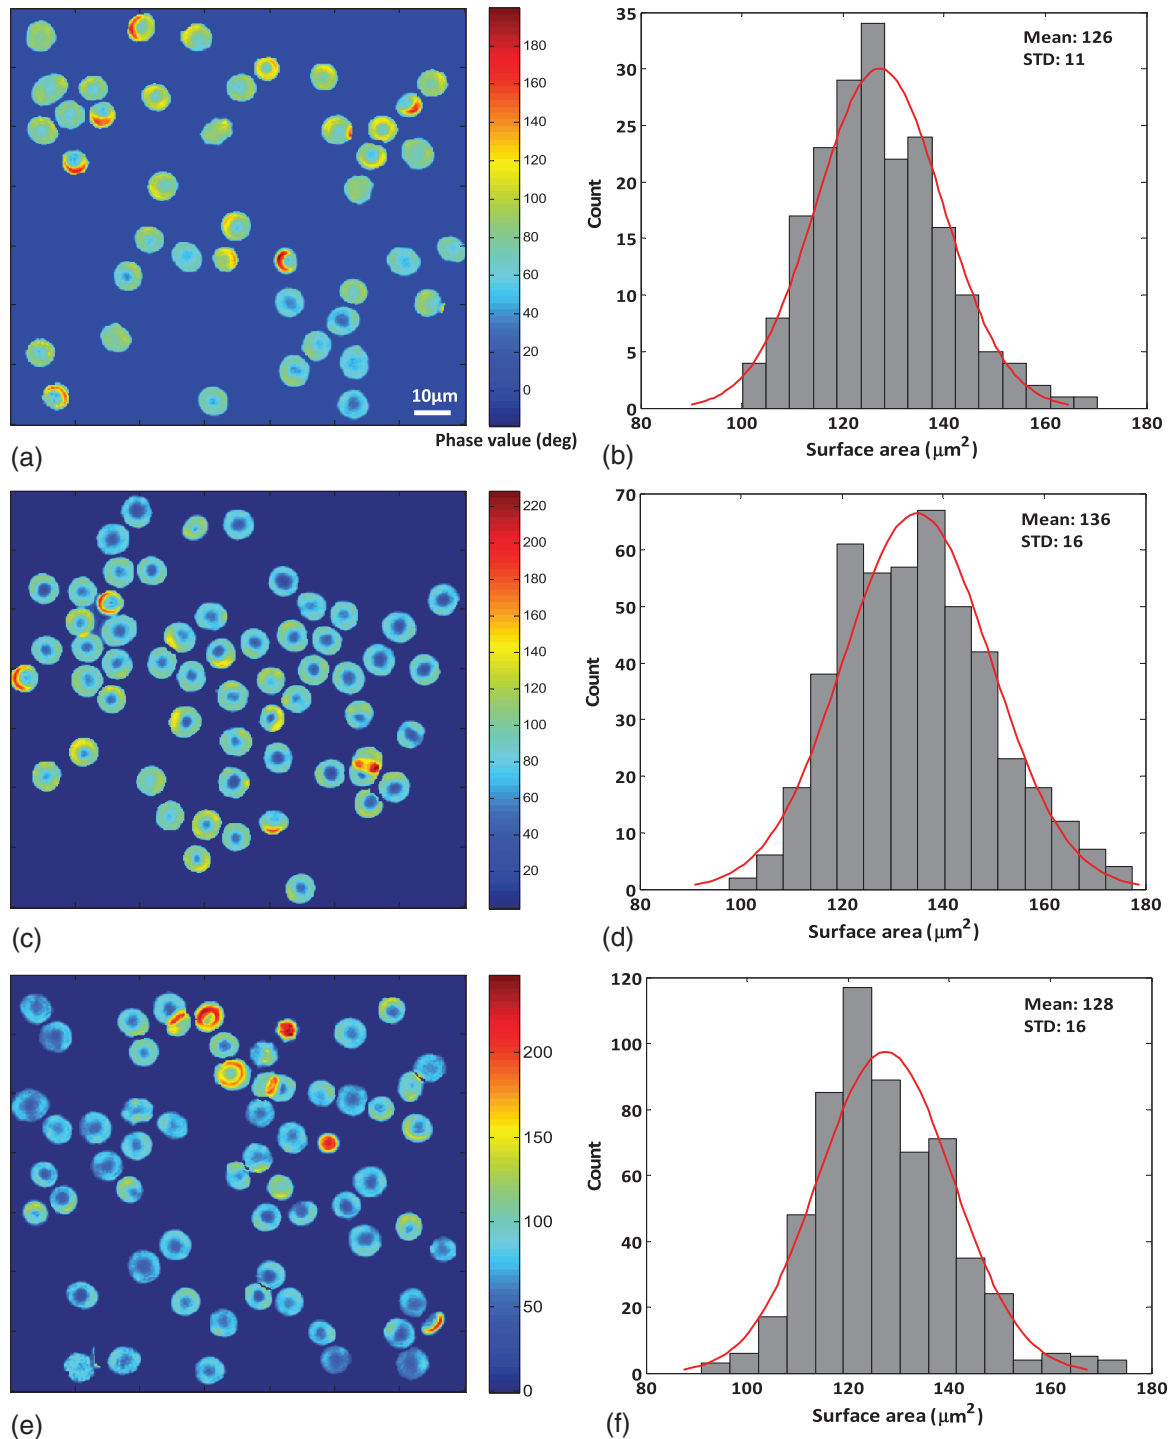 180
160
140
120
100
80
60
40
20
0
10μm
Phase value (deg)
(a)
35
30
25
20
15
10
5
0
Count
Mean: 126
STD: 11
80 100 120 140 160 180
Surface area (μm²)
(b)
220
200
180
160
140
120
100
80
60
40
20
(c)
70
60
50
40
30
20
10
0
Count
Mean: 136
STD: 16
80 100 120 140 160 180
Surface area (μm²)
(d)
200
150
100
50
0
(e)
120
100
80
60
40
20
0
Count
Mean: 128
STD: 16
80 100 120 140 160 180
Surface area (μm²)
(f)